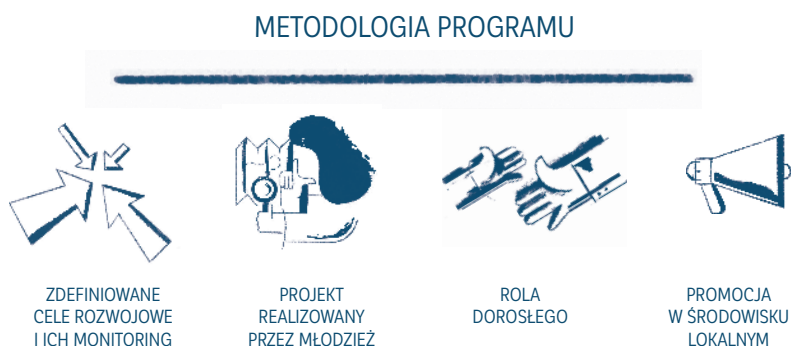 METODOLOGIA PROGRAMU
ZDEFINIOWANE
CELE ROZWOJOWE
I ICH MONITORING
PROJEKT
REALIZOWANY
PRZEZ MŁODZIEŻ
ROLA
DOROSŁEGO
PROMOCJA
W ŚRODOWISKU
LOKALNYM